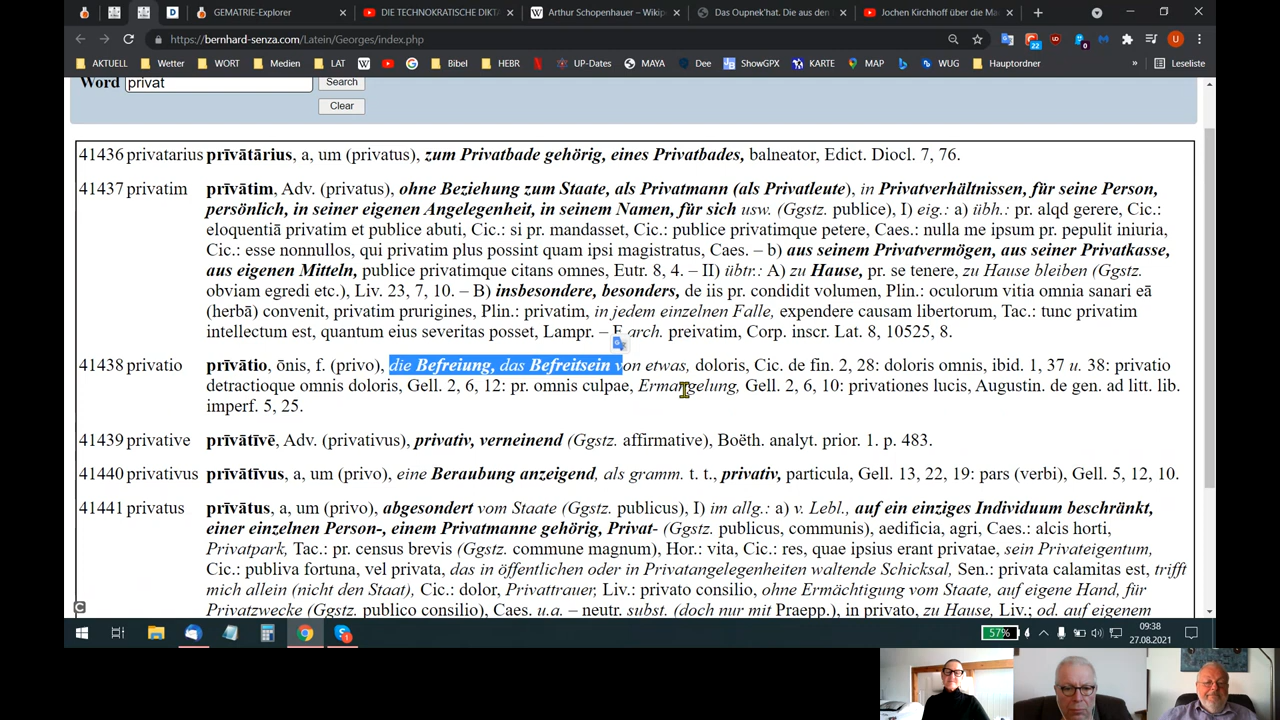 GEMATRIE-Explorer
DIE TECHNOKRATISCHE DIKT
Arthur Schopenhauer – Wikip
Das Oupnek'hat. Die aus den
Jochen Kirchhoff über die Ma
https://bernhard-senza.com/Latein/Georges/index.php
22
0
U
AKTUELL Wetter WORT Medien LAT Bibel HEBR UP-Dates MAYA Deee ShowGPX KARTE MAP WUG Hauptordner » Leseliste
Word privat Search
Clear
41436 privatarius prīvātārius, a, um (privatus), zum Privatbade gehörig, eines Privatbades, balneator, Edict. Diocl. 7, 76.
41437 privatim prīvātim, Adv. (privatus), ohne Beziehung zum Staate, als Privatmann (als Privatleute), in Privatverhältnissen, für seine Person,
persönlich, in seiner eigenen Angelegenheit, in seinem Namen, für sich usw. (Ggstz. publice), I) eig.: a) übh.: pr. alqd gerere, Cic.:
eloquentiā privatim et publice abuti, Cic.: si pr. mandasset, Cic.: publice privatimque petere, Caes.: nulla me ipsum pr. pepulit iniuria,
Cic.: esse nonnullos, qui privatim plus possint quam ipsi magistratus, Caes. – b) aus seinem Privatvermögen, aus seiner Privatkasse,
aus eigenen Mitteln, publice privatimque citans omnes, Eutr. 8, 4. – II) übtr.: A) zu Hause, pr. se tenere, zu Hause bleiben (Ggstz.
obviam egredi etc.), Liv. 23, 7, 10. – B) insbesondere, besonders, de iis pr. condidit volumen, Plin.: oculorum vitia omnia sanari eā
(herbā) convenit, privatim prurigines, Plin.: privatim, in jedem einzelnen Falle, expendere causam libertorum, Tac.: tunc privatim
intellectum est, quantum eius severitas posset, Lampr. – F arch. preivatim, Corp. inscr. Lat. 8, 10525, 8.
41438 privatio prīvātio, ōnis, f. (privo), die Befreiung, das Befreitsein von etwas, doloris, Cic. de fin. 2, 28: doloris omnis, ibid. 1, 37 u. 38: privatio
detractioque omnis doloris, Gell. 2, 6, 12: pr. omnis culpae, Ermangelung, Gell. 2, 6, 10: privationes lucis, Augustin. de gen. ad litt. lib.
imperf. 5, 25.
41439 privative prīvātīvē, Adv. (privativus), privativ, verneinend (Ggstz. affirmative), Boëth. analyt. prior. 1. p. 483.
41440 privativus prīvātīvus, a, um (privo), eine Beraubung anzeigend, als gramm. t. t., privativ, particula, Gell. 13, 22, 19: pars (verbi), Gell. 5, 12, 10.
41441 privatus prīvātus, a, um (privo), abgesondert vom Staate (Ggstz. publicus), I) im allg.: a) v. Lebl., auf ein einziges Individuum beschränkt,
einer einzelnen Person-, einem Privatmanne gehörig, Privat- (Ggstz. publicus, communis), aedificia, agri, Caes.: alcis horti,
Privatpark, Tac.: pr. census brevis (Ggstz. commune magnum), Hor.: vita, Cic.: res, quae ipsius erant privatae, sein Privateigentum,
Cic.: publiva fortuna, vel privata, das in öffentlichen oder in Privatangelegenheiten waltende Schicksal, Sen.: privata calamitas est, trifft
mich allein (nicht den Staat), Cic.: dolor, Privattrauer, Liv.: privato consilio, ohne Ermächtigung vom Staate, auf eigene Hand, für
Privatzwecke (Ggstz. publico consilio), Caes. u.a. – neutr. subst. (doch nur mit Praepp.), in privato, zu Hause, Liv.; od. auf eigenem
57%
09:38
27.08.2021